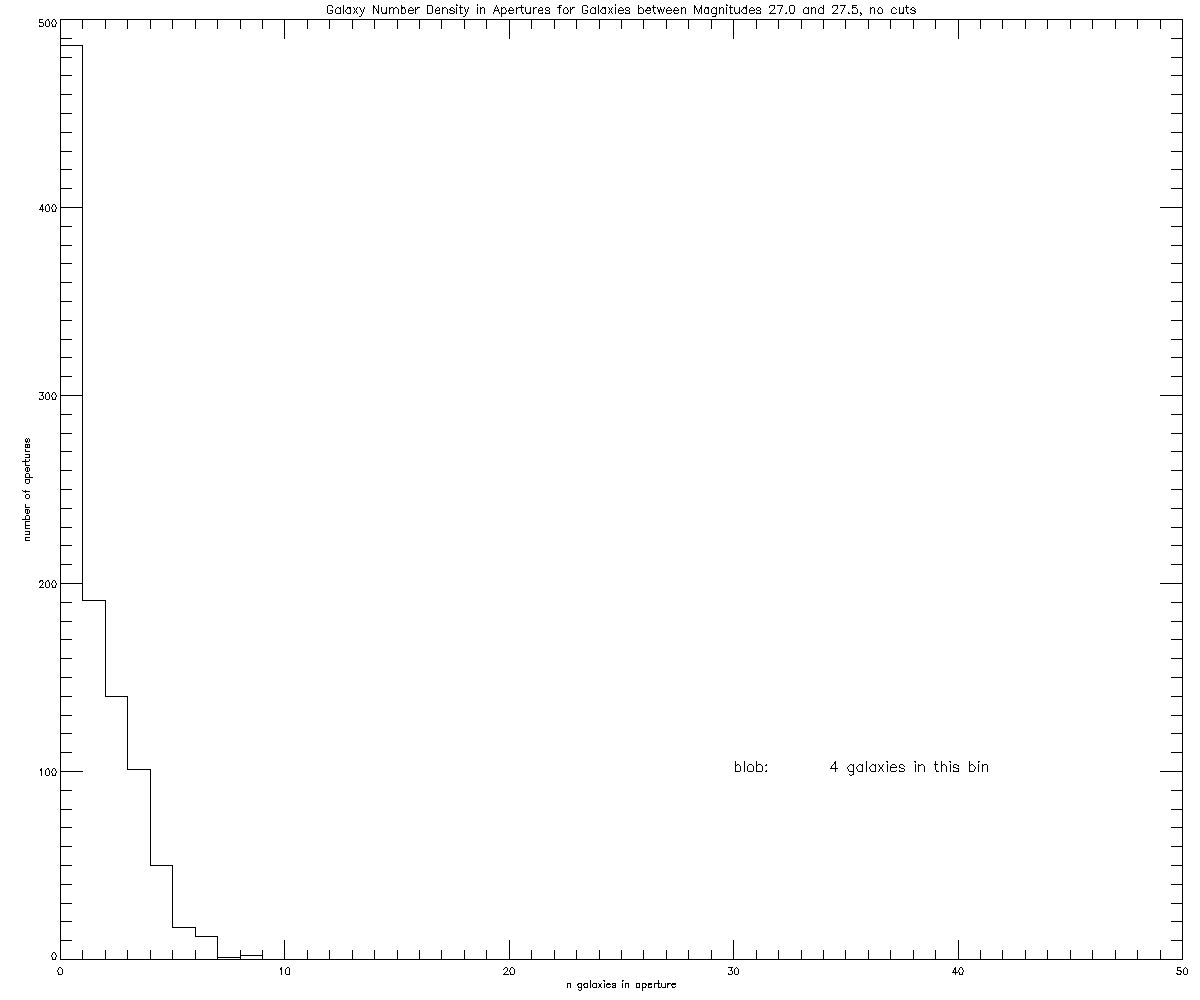 Galaxy Number Density in Apertures for Galaxies between Magnitudes 27.0 and 27.5, no cuts
500
400
300
200
100
0
number of apertures
blob: 4 galaxies in this bin
0 10 20 30 40 50
n galaxies in aperture